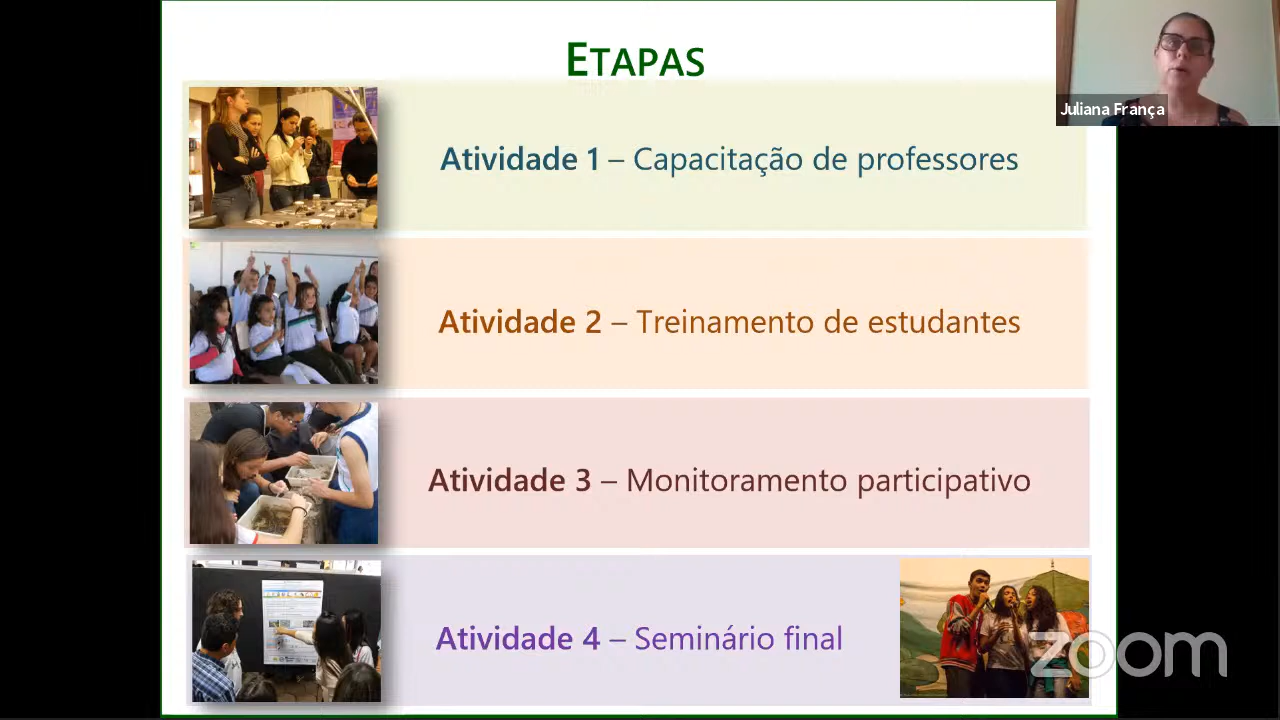 ETAPAS
Juliana França
Atividade 1 – Capacitação de professores
Atividade 2 – Treinamento de estudantes
Atividade 3 – Monitoramento participativo
Atividade 4 – Seminário final
zoom